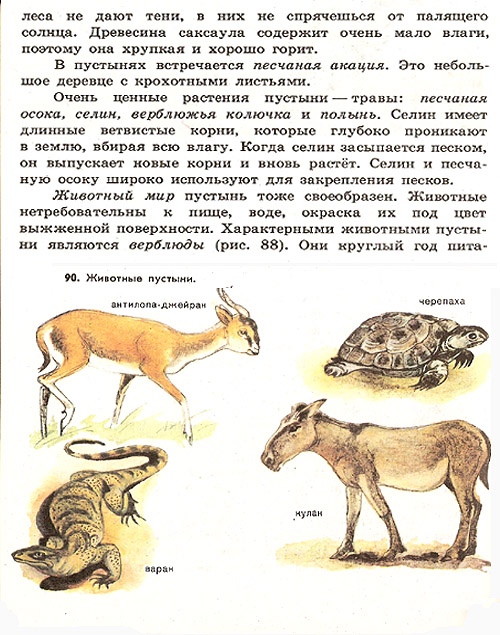 леса не дают тени, в них не спрячешься от палящего
солнца. Древесина саксаула содержит очень мало влаги,
поэтому она хрупкая и хорошо горит.
В пустынях встречается песчаная акация. Это неболь-
шое деревце с крохотными листьями.
Очень ценные растения пустыни — травы: песчаная
осока, селин, верблюжья колючка и полынь. Селин имеет
длинные ветвистые корни, которые глубоко проникают
в землю, вбирая всю влагу. Когда селин засыпается песком,
он выпускает новые корни и вновь растёт. Селин и песча-
ную осоку широко используют для закрепления песков.
Животный мир пустынь тоже своеобразен. Животные
нетребовательны к пище, воде, окраска их под цвет
выжженной поверхности. Характерными животными пусты-
ни являются верблюды (рис. 88). Они круглый год пита-
90. Животные пустыни.
антилопа-джейран
черепаха
кулан
варан